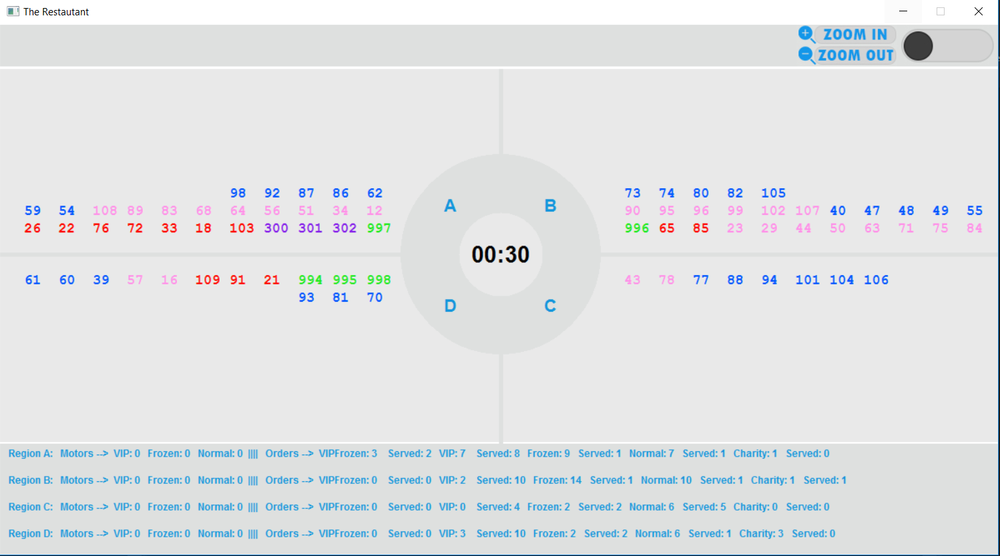 The Restautant
ZOOM IN
ZOOM OUT
98 92 87 86 62
59 54 108 89 83 68 64 56 51 34 12
26 22 76 72 33 18 103 300 301 302 997
A
B
73 74 80 82 105
90 95 96 99 102 107 40 47 48 49 55
996 65 85 23 29 44 50 63 71 75 84
00:30
61 60 39 57 16 109 91 21 994 995 998
93 81 70
D
C
43 78 77 88 94 101 104 106
Region A: Motors --> VIP: 0 Frozen: 0 Normal: 0 |||| Orders --> VIPFrozen: 3 Served: 2 VIP: 7 Served: 8 Frozen: 9 Served: 1 Normal: 7 Served: 1 Charity: 1 Served: 0
Region B: Motors --> VIP: 0 Frozen: 0 Normal: 0 |||| Orders --> VIPFrozen: 0 Served: 0 VIP: 2 Served: 10 Frozen: 14 Served: 1 Normal: 10 Served: 1 Charity: 1 Served: 1
Region C: Motors --> VIP: 0 Frozen: 0 Normal: 0 |||| Orders --> VIPFrozen: 0 Served: 0 VIP: 0 Served: 4 Frozen: 2 Served: 2 Normal: 6 Served: 5 Charity: 0 Served: 0
Region D: Motors --> VIP: 0 Frozen: 0 Normal: 0 |||| Orders --> VIPFrozen: 0 Served: 0 VIP: 3 Served: 10 Frozen: 2 Served: 2 Normal: 6 Served: 1 Charity: 3 Served: 0